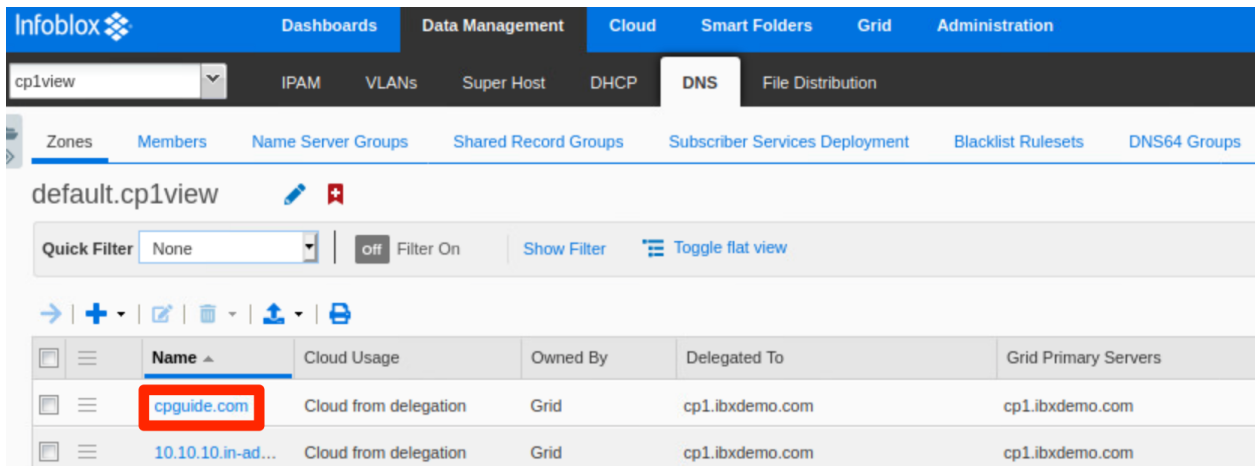 Infoblox Dashboards Data Management Cloud Smart Folders Grid Administration
cp1view IPAM VLANs Super Host DHCP DNS File Distribution
Zones Members Name Server Groups Shared Record Groups Subscriber Services Deployment Blacklist Rulesets DNS64 Groups
default.cp1view
Quick Filter None Off Filter On Show Filter Toggle flat view
Name Cloud Usage Owned By Delegated To Grid Primary Servers
cpguide.com Cloud from delegation Grid cp1.ibxdemo.com cp1.ibxdemo.com
10.10.10.in-ad... Cloud from delegation Grid cp1.ibxdemo.com cp1.ibxdemo.com